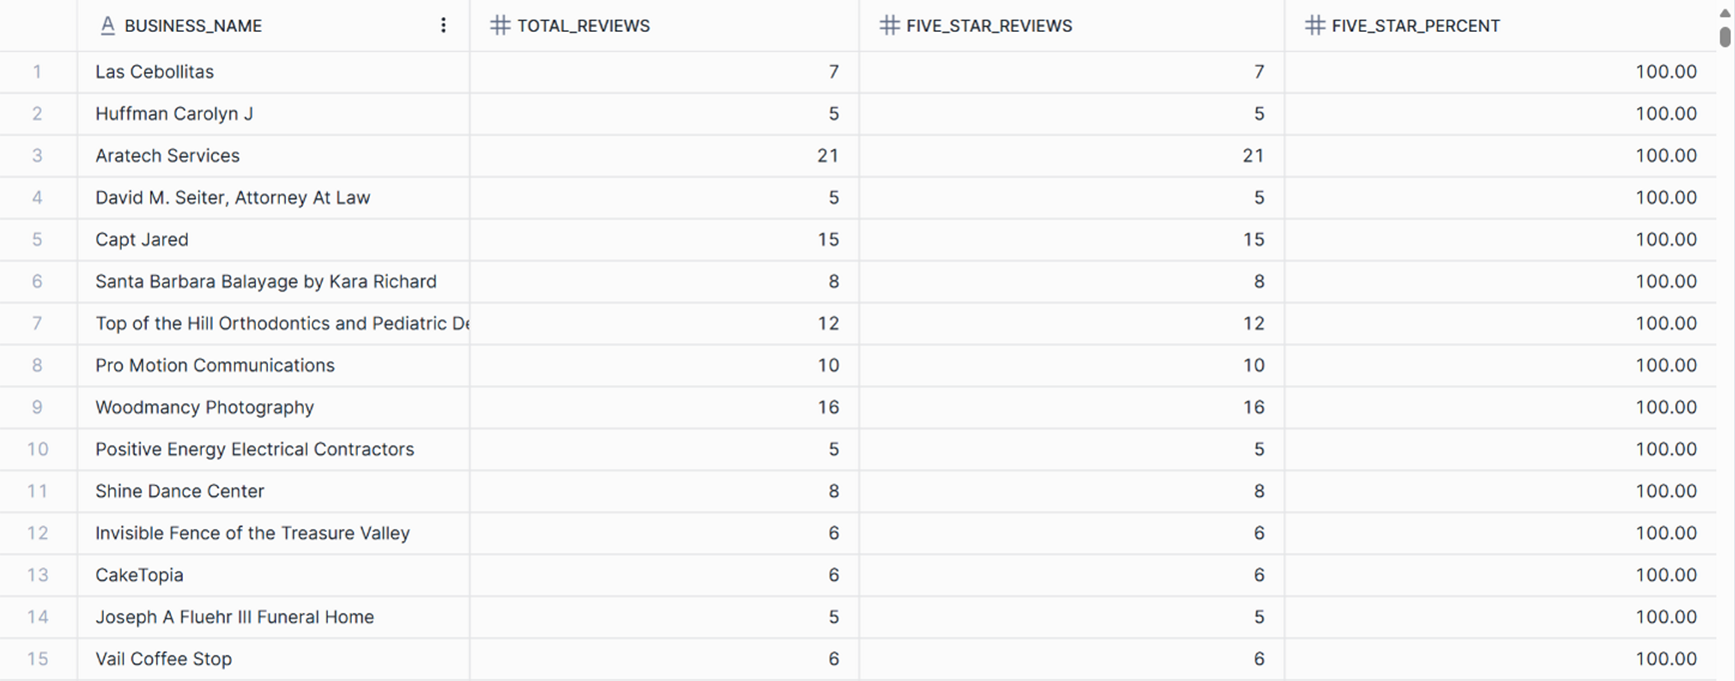 A BUSINESS_NAME # TOTAL_REVIEWS # FIVE_STAR_REVIEWS # FIVE_STAR_PERCENT
1 Las Cebollitas 7 7 100.00
2 Huffman Carolyn J 5 5 100.00
3 Aratech Services 21 21 100.00
4 David M. Seiter, Attorney At Law 5 5 100.00
5 Capt Jared 15 15 100.00
6 Santa Barbara Balayage by Kara Richard 8 8 100.00
7 Top of the Hill Orthodontics and Pediatric De 12 12 100.00
8 Pro Motion Communications 10 10 100.00
9 Woodmancy Photography 16 16 100.00
10 Positive Energy Electrical Contractors 5 5 100.00
11 Shine Dance Center 8 8 100.00
12 Invisible Fence of the Treasure Valley 6 6 100.00
13 CakeTopia 6 6 100.00
14 Joseph A Fluehr III Funeral Home 5 5 100.00
15 Vail Coffee Stop 6 6 100.00